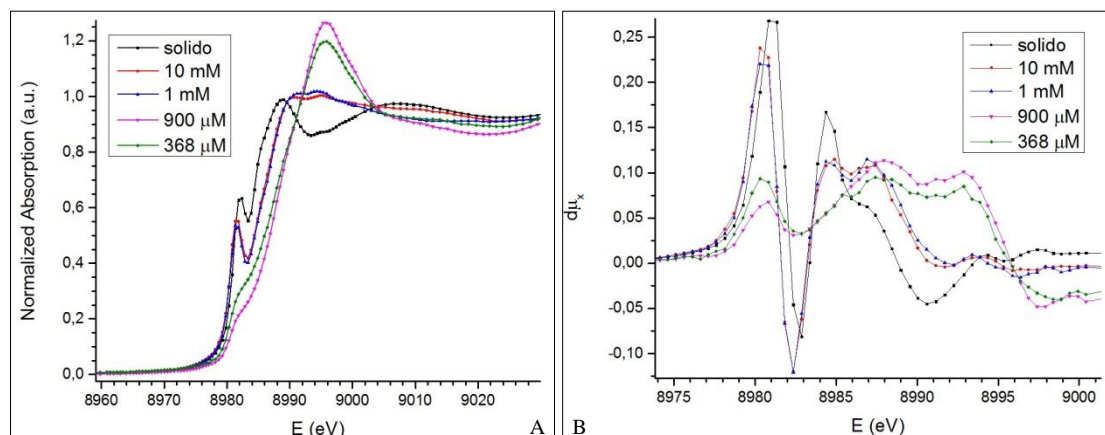 1,2
1,0
0,8
0,6
0,4
0,2
0,0
Normalized Absorption (a.u.)
solido
10 mM
1 mM
900 µM
368 µM
8960 8970 8980 8990 9000 9010 9020
E (eV)
A
0,25
0,20
0,15
0,10
0,05
0,00
-0,05
-0,10
dµₓ
solido
10 mM
1 mM
900 µM
368 µM
8975 8980 8985 8990 8995 9000
E (eV)
B